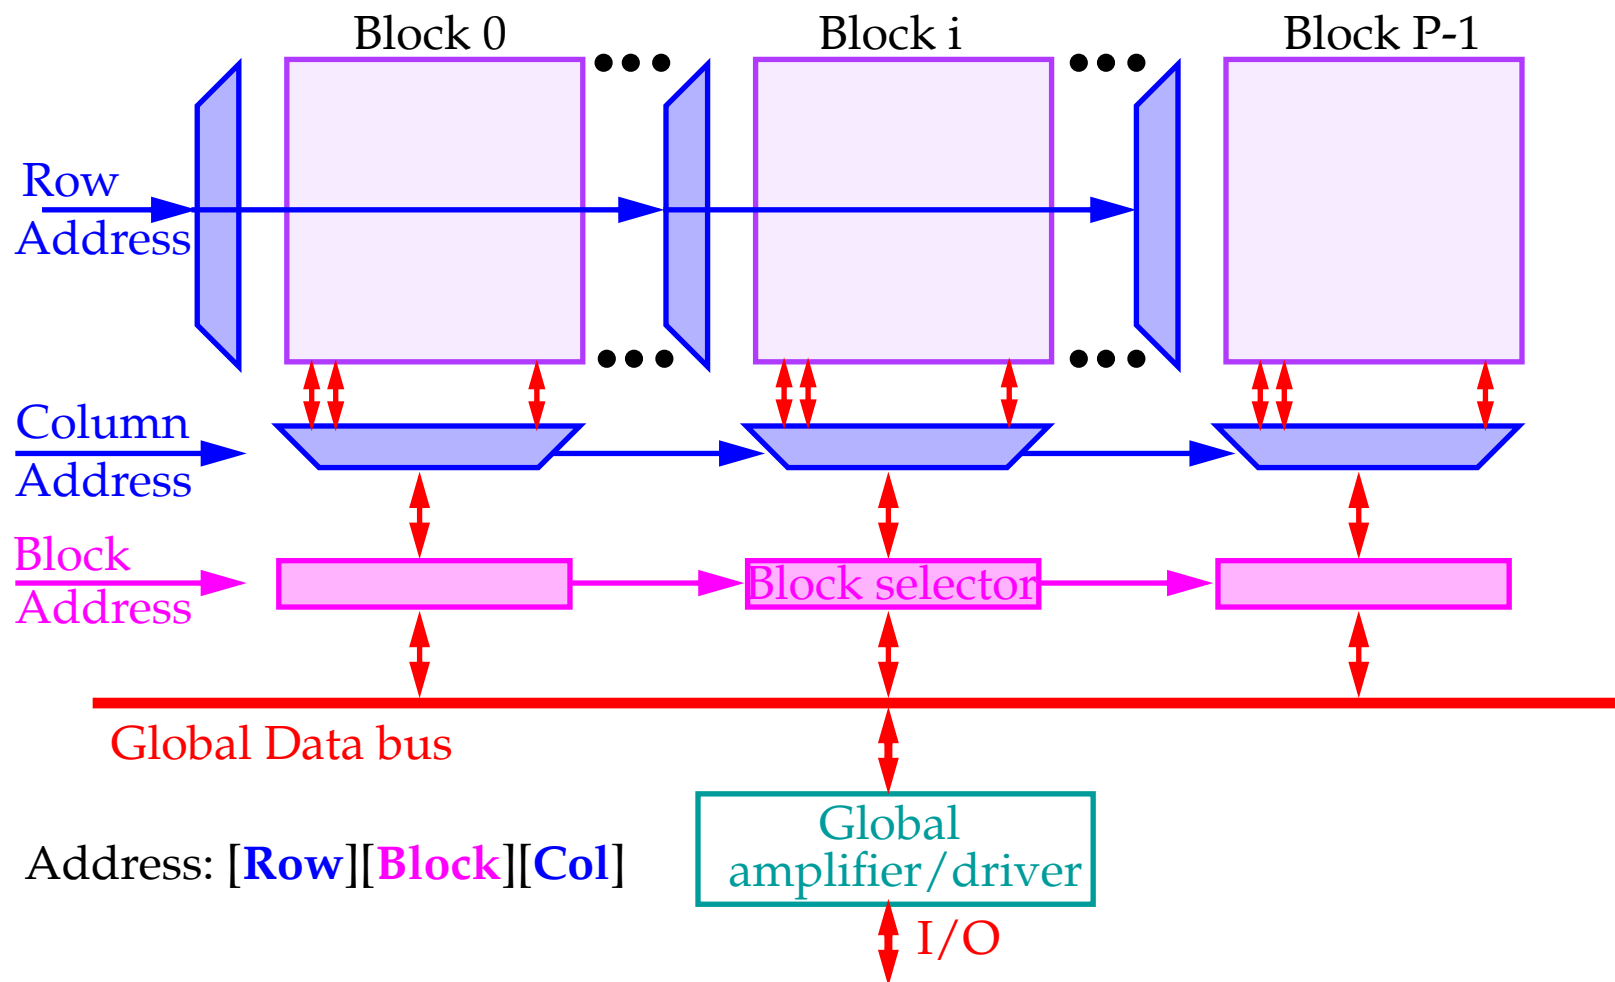 Block 0
Block i
Block P-1
Row
Address
Column
Address
Block
Address
Block selector
Global Data bus
Global
amplifier/driver
Address: [Row][Block][Col]
I/O